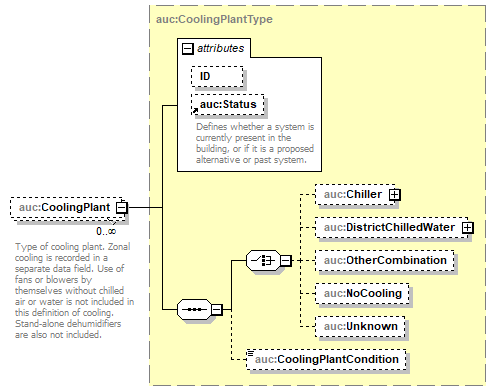 auc:CoolingPlantType
attributes
ID
auc:Status
Defines whether a system is
currently present in the
building, or if it is a proposed
alternative or past system.
auc:CoolingPlant
0..∞
Type of cooling plant. Zonal
cooling is recorded in a
separate data field. Use of
fans or blowers by
themselves without chilled
air or water is not included in
this definition of cooling.
Stand-alone dehumidifiers
are also not included.
auc:Chiller
auc:DistrictChilledWater
auc:OtherCombination
auc:NoCooling
auc:Unknown
auc:CoolingPlantCondition